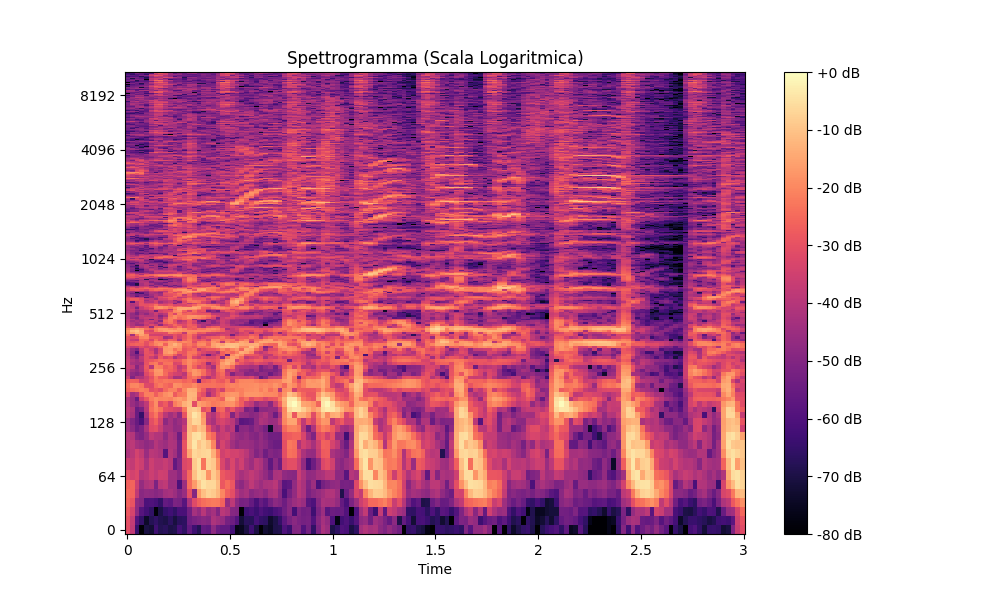 Spettrogramma (Scala Logaritmica)
Hz
8192
4096
2048
1024
512
256
128
64
0
0
0.5
1
1.5
2
2.5
3
Time
+0 dB
-10 dB
-20 dB
-30 dB
-40 dB
-50 dB
-60 dB
-70 dB
-80 dB